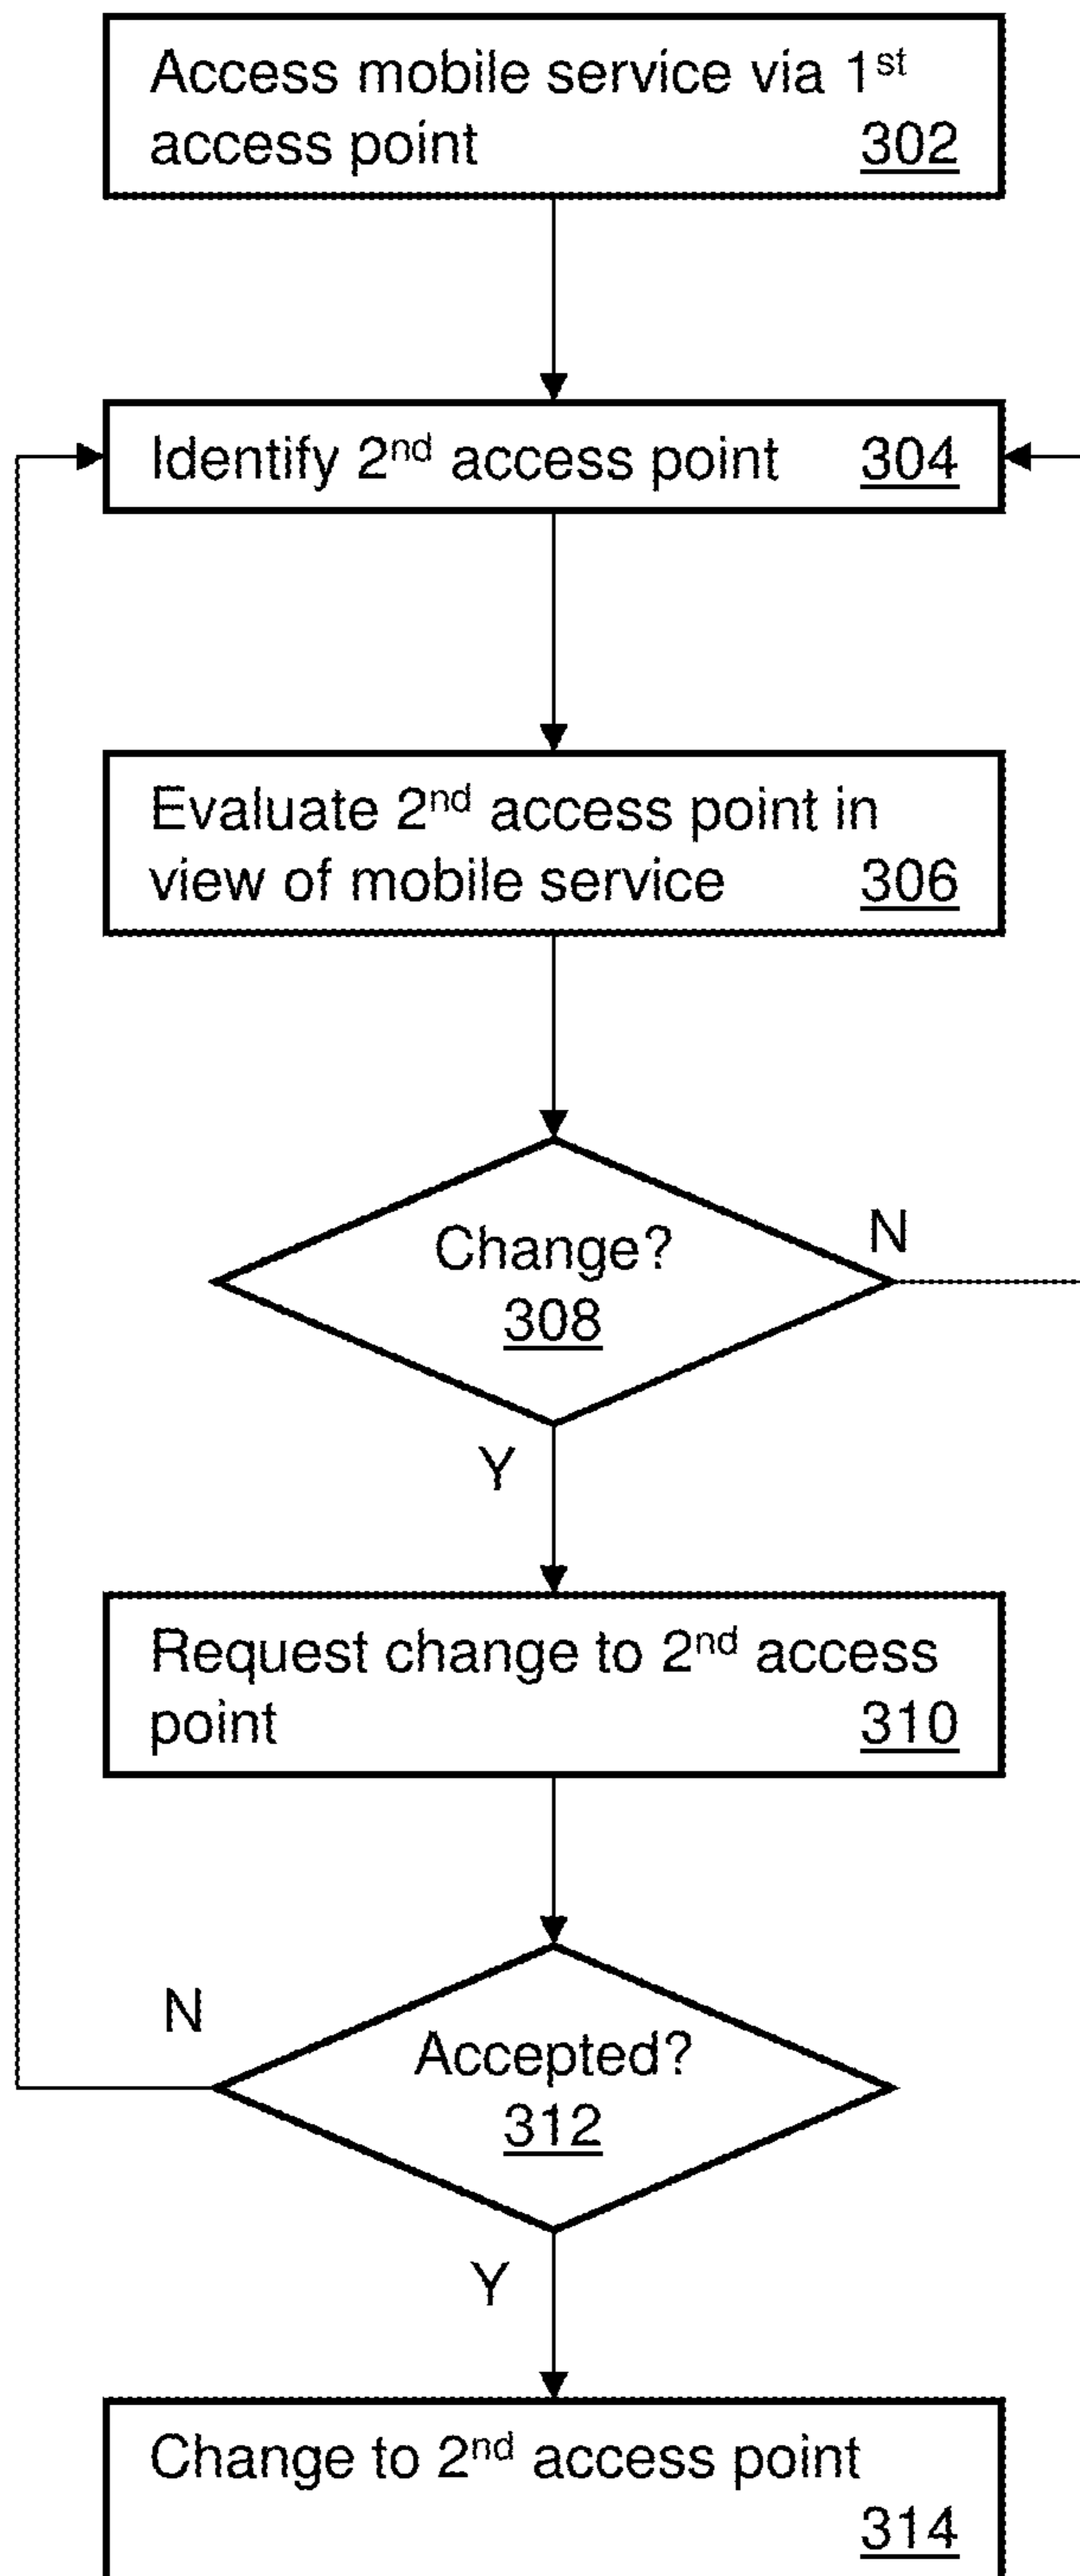 Access mobile service via 1st
access point 302
Identify 2nd access point 304
Evaluate 2nd access point in
view of mobile service 306
Change?
308
N
Y
Request change to 2nd access
point 310
N
Accepted?
312
Y
Change to 2nd access point
314